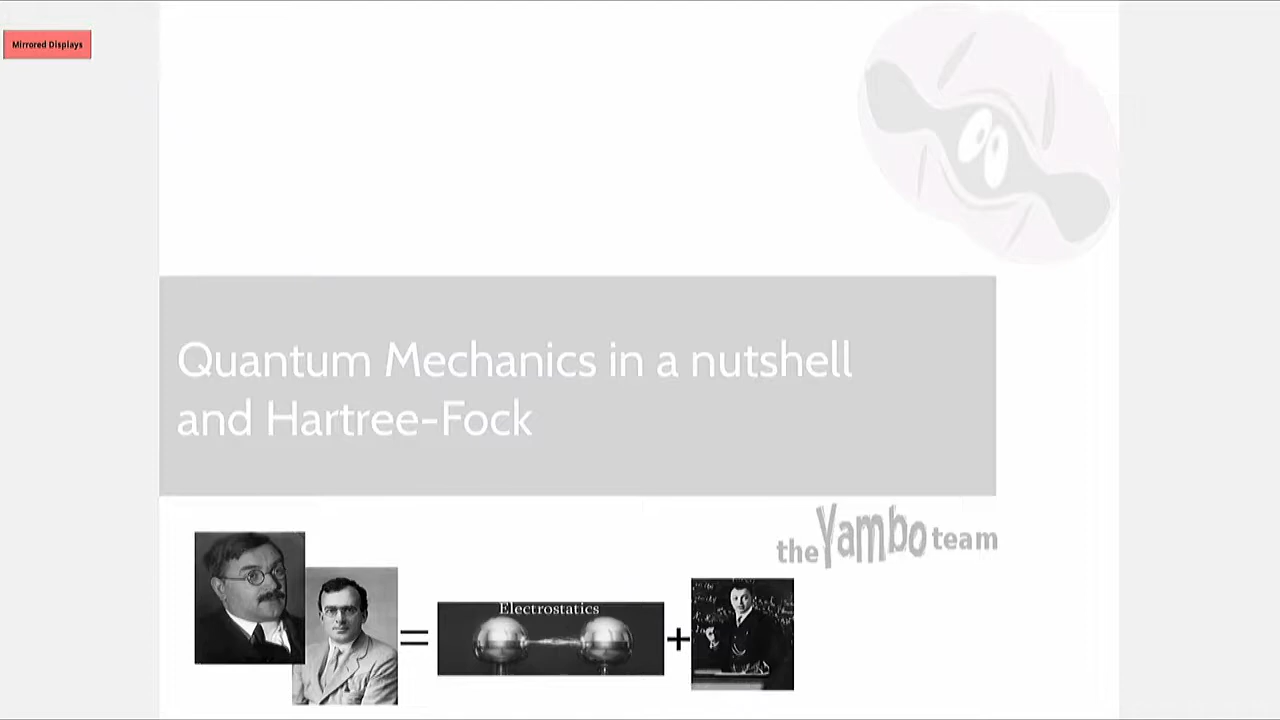 Mirrored Displays
Quantum Mechanics in a nutshell
and Hartree-Fock
the Yambo team
Electrostatics
=
+